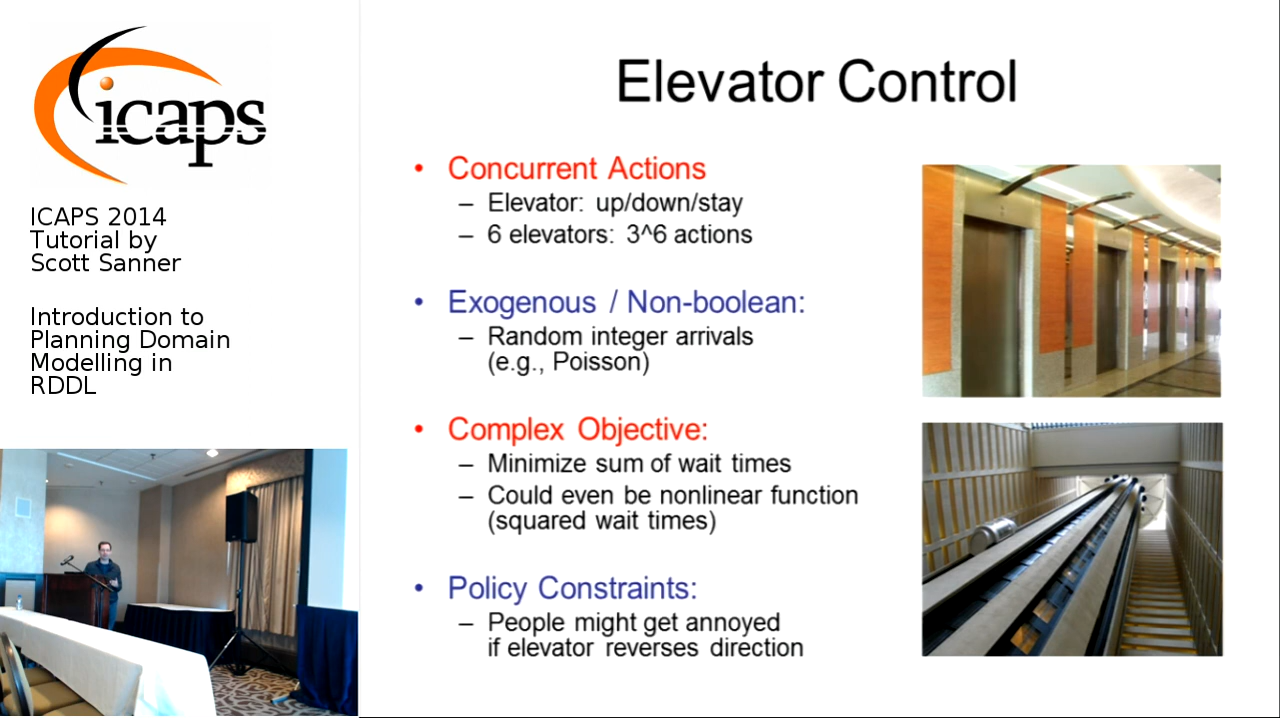 icaps
ICAPS 2014
Tutorial by
Scott Sanner
Introduction to
Planning Domain
Modelling in
RDDL
Elevator Control
• Concurrent Actions
– Elevator: up/down/stay
– 6 elevators: 3^6 actions
• Exogenous / Non-boolean:
– Random integer arrivals
(e.g., Poisson)
• Complex Objective:
– Minimize sum of wait times
– Could even be nonlinear function
(squared wait times)
• Policy Constraints:
– People might get annoyed
if elevator reverses direction